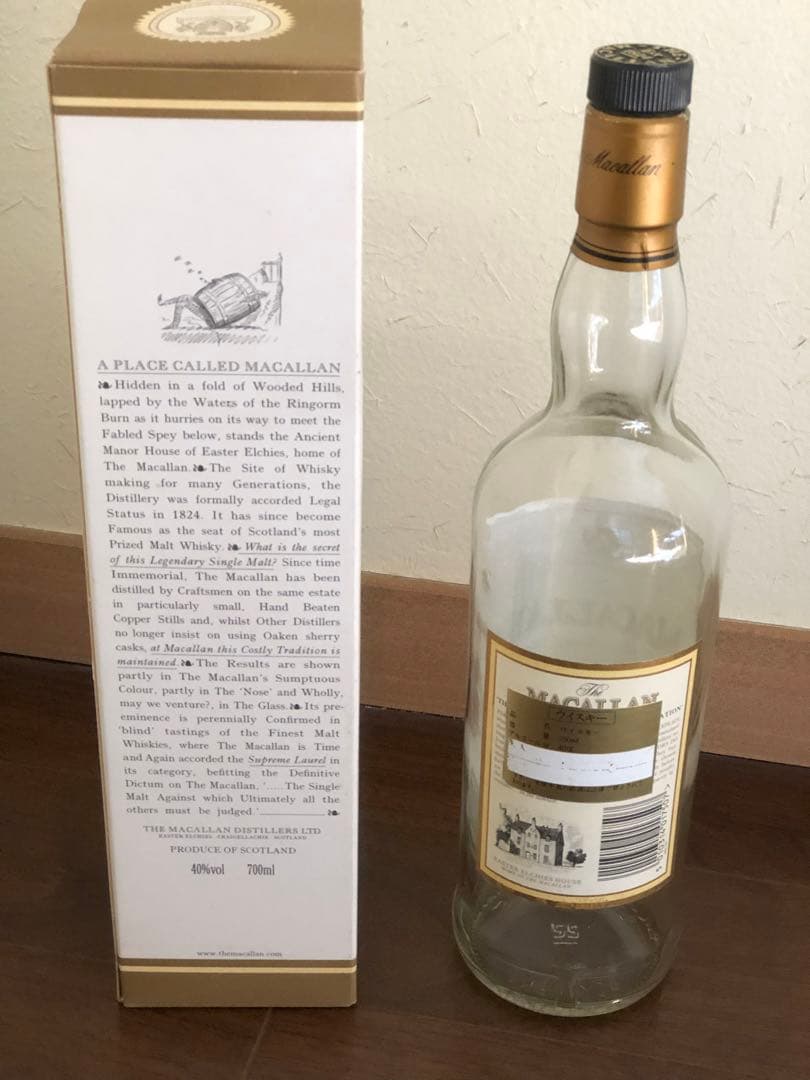 A PLACE CALLED MACALLAN
Hidden in a fold of Wooded Hills,
lapped by the Waters of the Ringorm
Burn as it hurries on its way to meet the
Fabled Spey below, stands the Ancient
Manor House of Easter Elchies, home of
The Macallan. The Site of Whisky
making for many Generations, the
Distillery was formally accorded Legal
Status in 1824. It has since become
Famous as the seat of Scotland's most
Prized Malt Whisky. What is the secret
of this Legendary Single Malt? Since time
Immemorial, The Macallan has been
distilled by Craftsmen on the same estate
in particularly small, Hand Beaten
Copper Stills and, whilst Other Distillers
no longer insist on using Oaken sherry
casks, at Macallan this Costly Tradition is
maintained. The Results are shown
partly in The Macallan's Sumptuous
Colour, partly in The 'Nose' and Wholly,
may we venture?, in The Glass. Its pre-
eminence is perennially Confirmed in
'blind' tastings of the Finest Malt
Whiskies, where The Macallan is Time
and Again accorded the Supreme Laurel in
its category, befitting the Definitive
Dictum on The Macallan, '.....The Single
Malt Against which Ultimately all the
others must be judged.'
THE MACALLAN DISTILLERS LTD
EASTER ELCHIES CRAIGELLACHIE SCOTLAND
PRODUCE OF SCOTLAND
40%vol 700ml
www.themacallan.com
Macallan
The
MACALLAN
ウイスキー
EASTER ELCHIES HOUSE
HOME OF THE MACALLAN
55